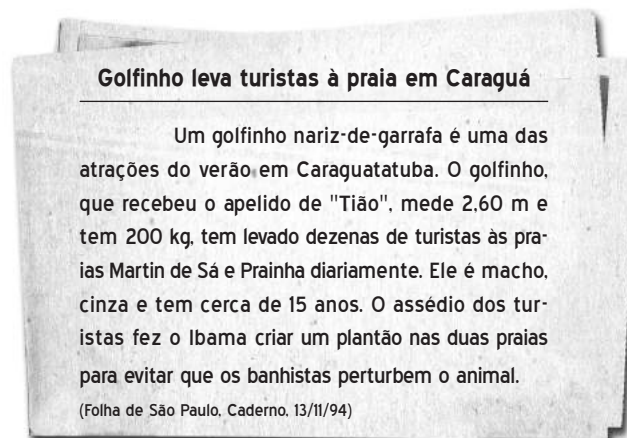 Golfinho leva turistas à praia em Caraguá
Um golfinho nariz-de-garrafa é uma das
atrações do verão em Caraguatatuba. O golfinho,
que recebeu o apelido de "Tião", mede 2,60 m e
tem 200 kg, tem levado dezenas de turistas às pra-
ias Martin de Sá e Prainha diariamente. Ele é macho,
cinza e tem cerca de 15 anos. O assédio dos tur-
istas fez o Ibama criar um plantão nas duas praias
para evitar que os banhistas perturbem o animal.
(Folha de São Paulo, Caderno, 13/11/94)